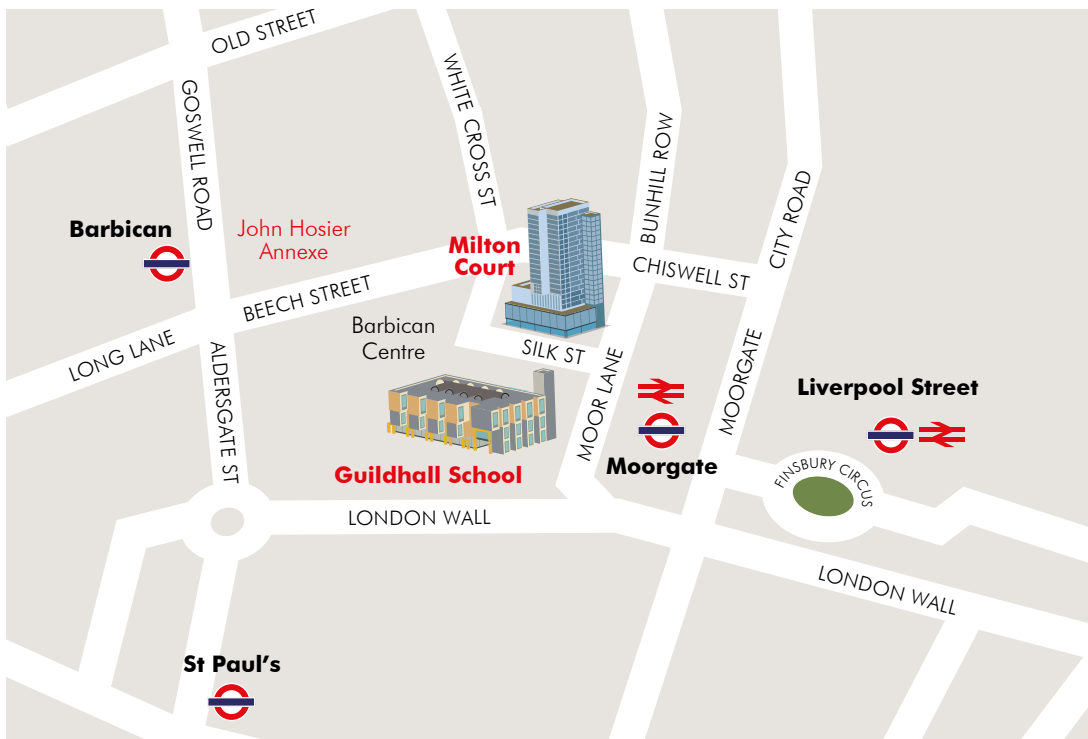 OLD STREET
GOSWELL ROAD
WHITE CROSS ST
BUNHILL ROW
CITY ROAD
Barbican
John Hosier
Annexe
Milton
Court
CHISWELL ST
BEECH STREET
LONG LANE
Barbican
Centre
SILK ST
ALDERSGATE ST
MOOR LANE
MOORGATE
Liverpool Street
Guildhall School
Moorgate
FINSBURY CIRCUS
LONDON WALL
LONDON WALL
St Paul's